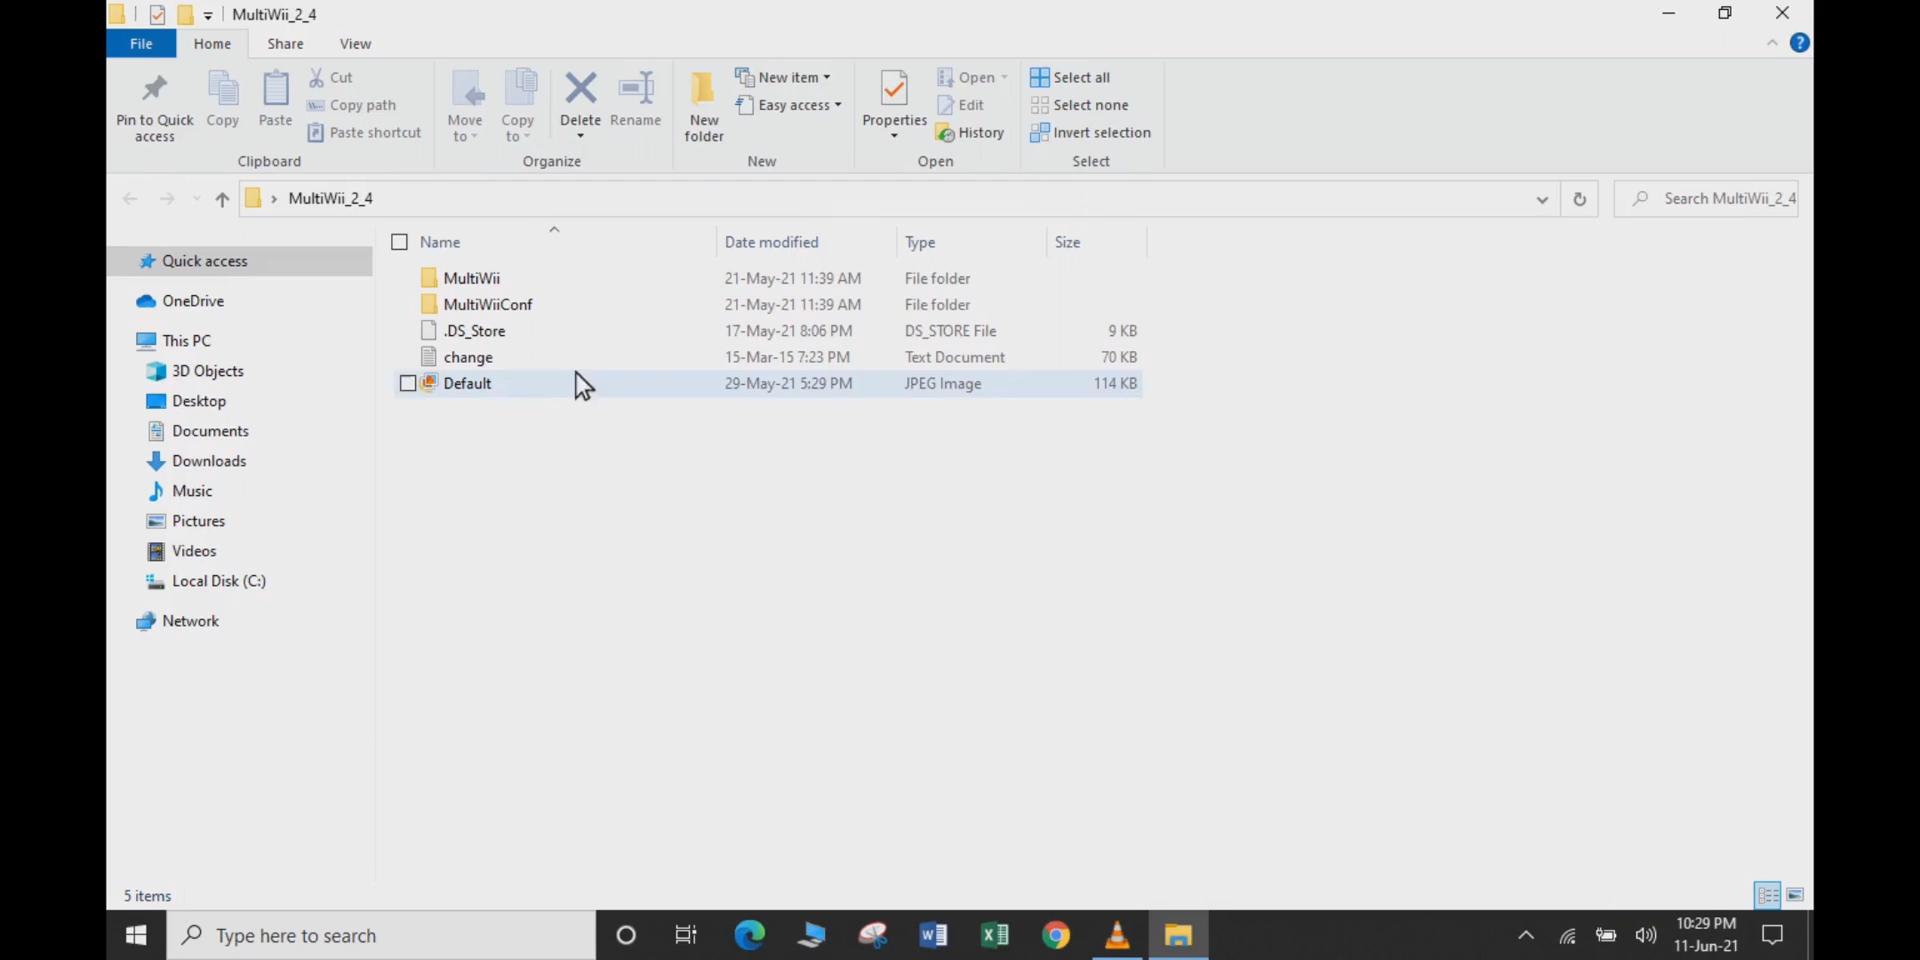 MultiWii_2_4
File Home Share View
Pin to Quick access
Copy
Paste
Cut
Copy path
Paste shortcut
Clipboard
Move to
Copy to
Delete
Rename
Organize
New folder
New item
Easy access
New
Properties
Open
Edit
History
Open
Select all
Select none
Invert selection
Select
MultiWii_2_4
Search MultiWii_2_4
Quick access
OneDrive
This PC
3D Objects
Desktop
Documents
Downloads
Music
Pictures
Videos
Local Disk (C:)
Network
Name Date modified Type Size
MultiWii 21-May-21 11:39 AM File folder
MultiWiiConf 21-May-21 11:39 AM File folder
.DS_Store 17-May-21 8:06 PM DS_STORE File 9 KB
change 15-Mar-15 7:23 PM Text Document 70 KB
Default 29-May-21 5:29 PM JPEG Image 114 KB
5 items
Type here to search
10:29 PM
11-Jun-21